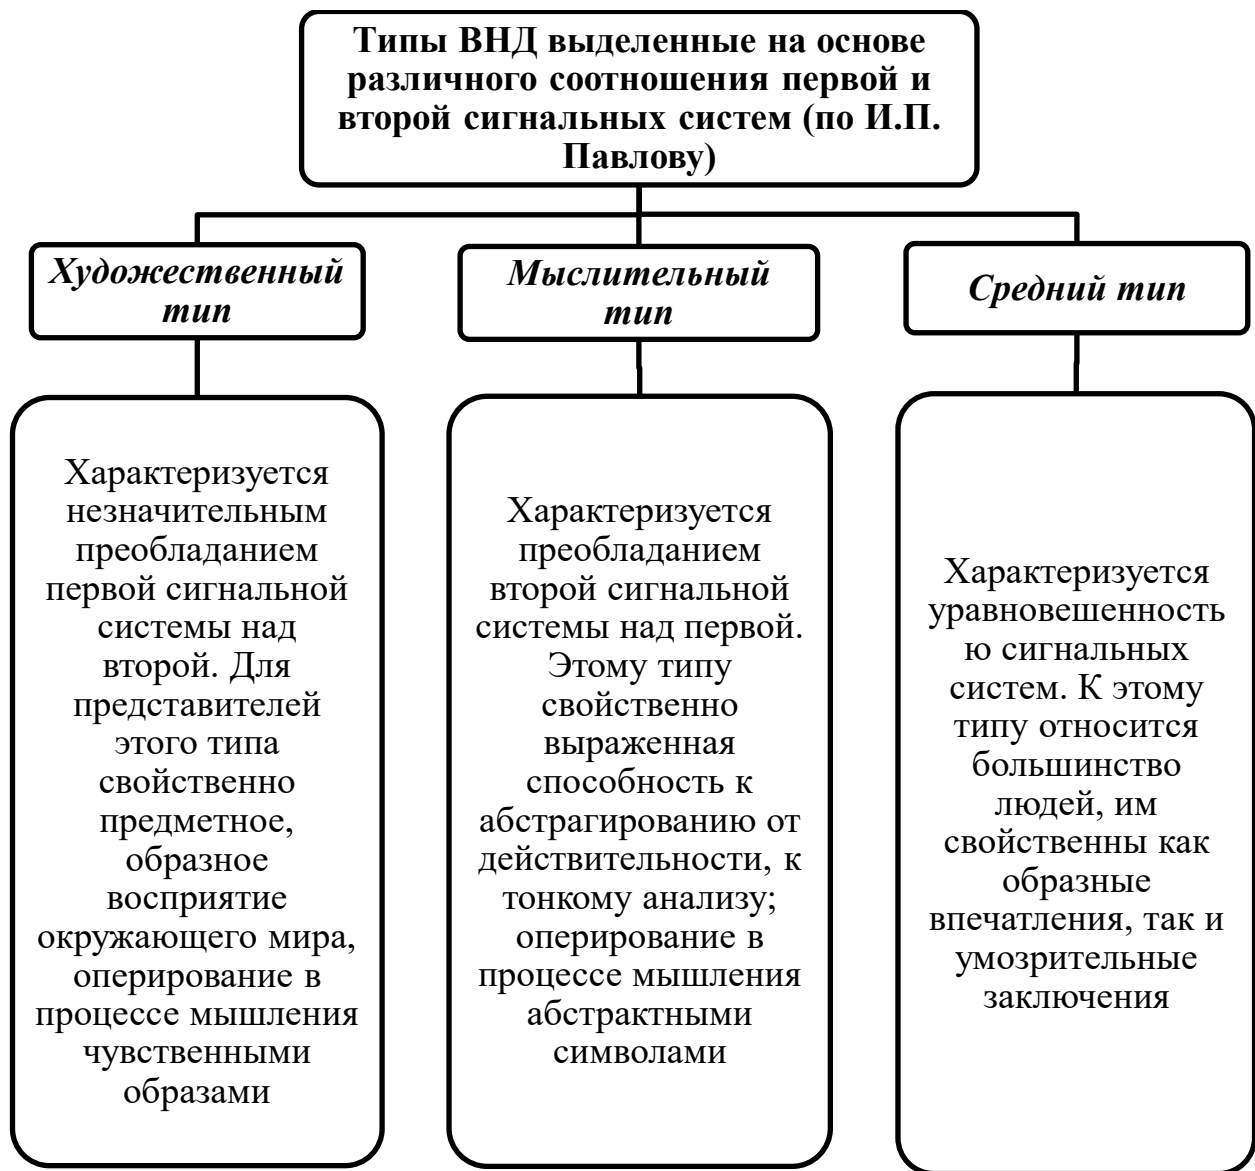 Типы ВНД выделенные на основе
различного соотношения первой и
второй сигнальных систем (по И.П.
Павлову)
Художественный
тип
Характеризуется
незначительным
преобладанием
первой сигнальной
системы над
второй. Для
представителей
этого типа
свойственно
предметное,
образное
восприятие
окружающего мира,
оперирование в
процессе мышления
чувственными
образами
Мыслительный
тип
Характеризуется
преобладанием
второй сигнальной
системы над первой.
Этому типу
свойственно
выраженная
способность к
абстрагированию от
действительности, к
тонкому анализу;
оперирование в
процессе мышления
абстрактными
символами
Средний тип
Характеризуется
уравновешенность
ю сигнальных
систем. К этому
типу относится
большинство
людей, им
свойственны как
образные
впечатления, так и
умозрительные
заключения